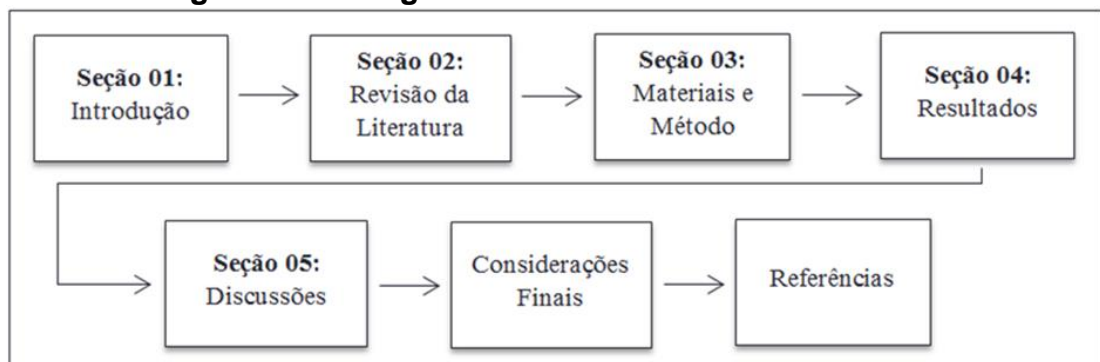 Seção 01:
Introdução
Seção 02:
Revisão da
Literatura
Seção 03:
Materiais e
Método
Seção 04:
Resultados
Seção 05:
Discussões
Considerações
Finais
Referências